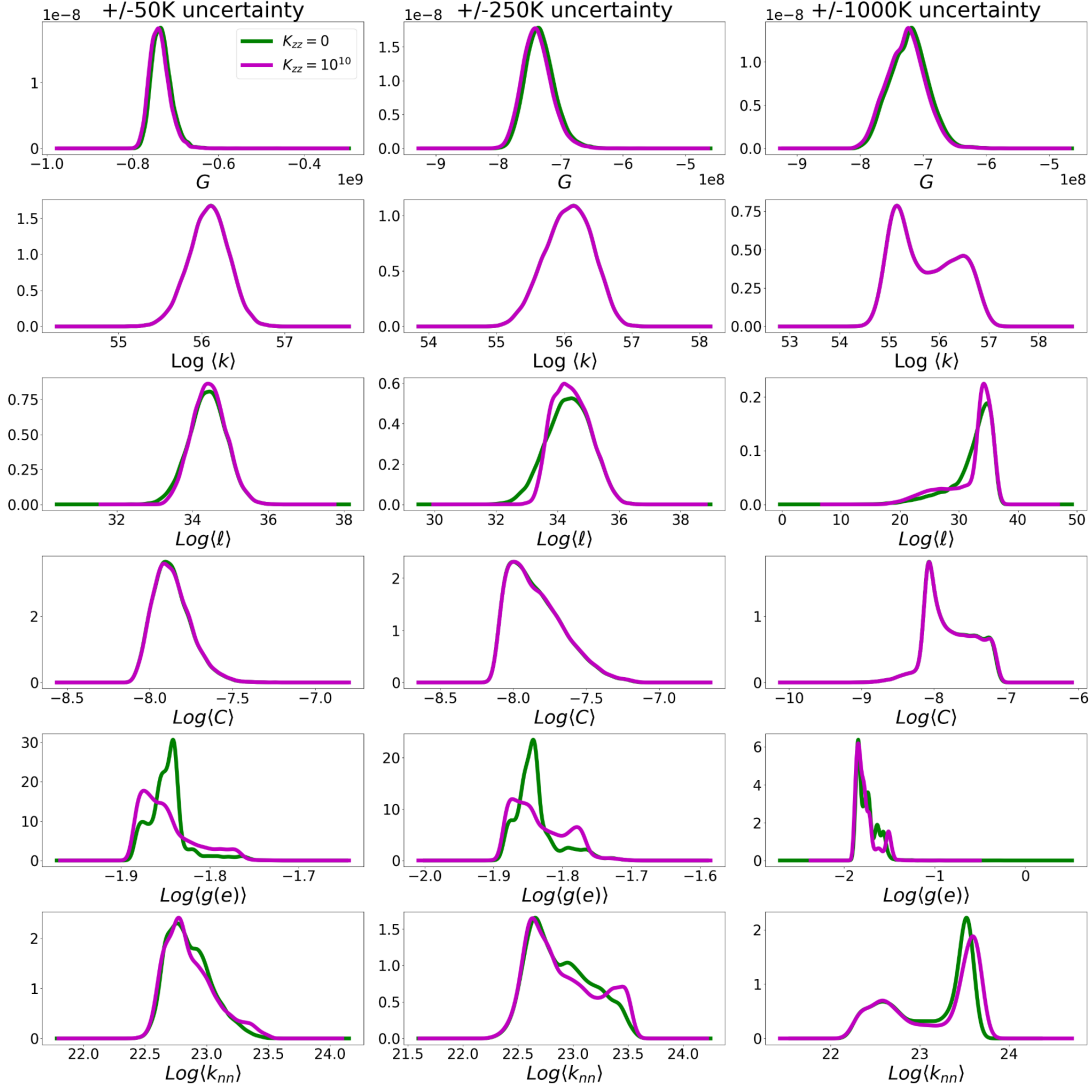 +/-50K uncertainty +/-250K uncertainty +/-1000K uncertainty
1e−8 1e−8 1e−8
K_zz = 0
K_zz = 10^10
1 1.5 1.0
0 1.0 0.5
0.5 0.0
0.0
−1.0 −0.6 −0.4 −9 −8 −7 −6 −5 −9 −8 −7 −6 −5
G 1e9 G 1e8 G 1e8
1.5 1.0 0.75
1.0 0.5 0.50
0.5 0.0 0.25
0.0 0.00
55 56 57 54 55 56 57 58 53 54 55 56 57 58
Log ⟨k⟩ Log ⟨k⟩ Log ⟨k⟩
0.75 0.6 0.2
0.50 0.4 0.1
0.25 0.2 0.0
0.00 0.0
32 34 36 38 30 32 34 36 38 0 10 20 30 40 50
Log⟨ℓ⟩ Log⟨ℓ⟩ Log⟨ℓ⟩
2 2 1
0 1 0
0
−8.5 −8.0 −7.5 −7.0 −8.5 −8.0 −7.5 −7.0 −10 −9 −8 −7 −6
Log⟨C⟩ Log⟨C⟩ Log⟨C⟩
30 20 6
20 10 4
10 0 2
0 0
−1.9 −1.8 −1.7 −2.0 −1.9 −1.8 −1.7 −1.6 −2 −1 0
Log⟨g(e)⟩ Log⟨g(e)⟩ Log⟨g(e)⟩
2 1.5 2
1 1.0 1
0 0.5 0
0.0
22.0 22.5 23.0 23.5 24.0 21.5 22.0 22.5 23.0 23.5 24.0 22 23 24
Log⟨k_nn⟩ Log⟨k_nn⟩ Log⟨k_nn⟩